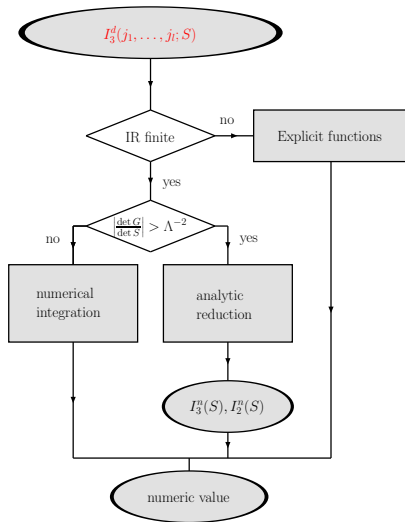 I_3^d(j_1, . . . , j_l; S)
IR finite
no
Explicit functions
yes
|det G / det S| > Λ^{-2}
no
yes
numerical
integration
analytic
reduction
I_3^n(S), I_2^n(S)
numeric value